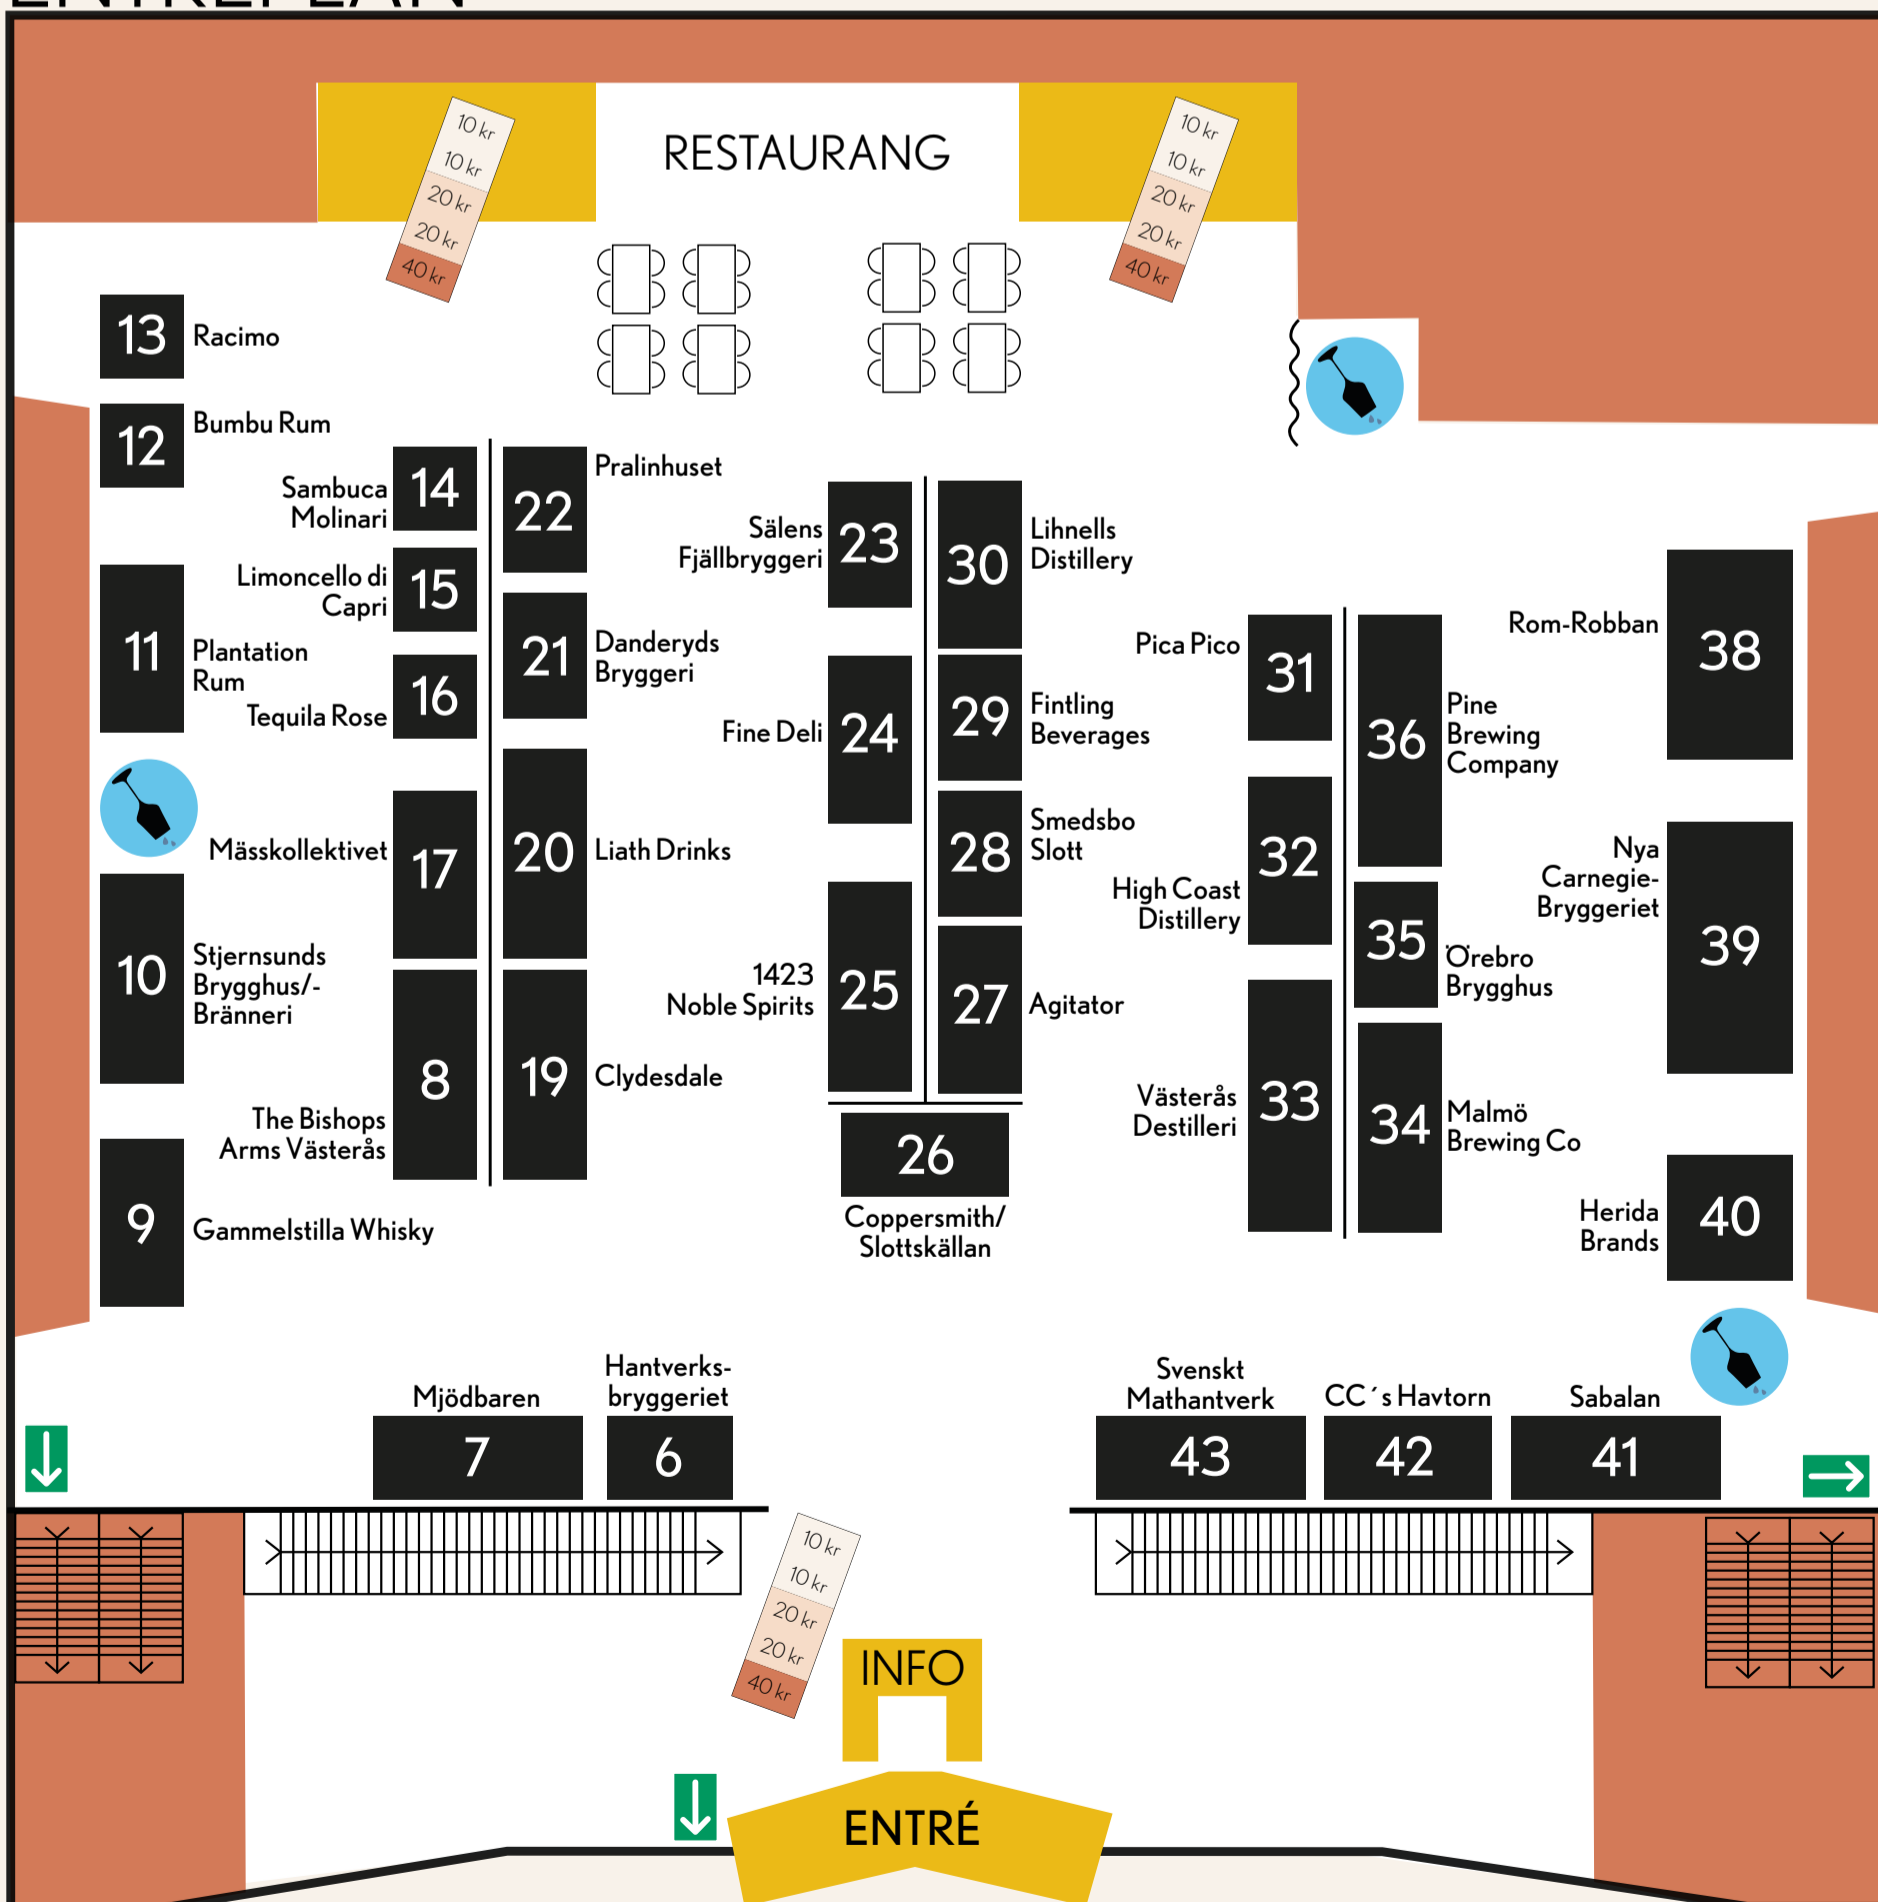 ENTRÉPLAN
10 kr
10 kr
20 kr
20 kr
40 kr
RESTAURANG
10 kr
10 kr
20 kr
20 kr
40 kr
13
Racimo
12
Bumbu Rum
11
Plantation
Rum
10
Stjernsunds
Brygghus/-
Bränneri
9
Gammelstilla Whisky
Sambuca
Molinari
14
Limoncello di
Capri
15
Tequila Rose
16
Mässkollektivet
17
The Bishops
Arms Västerås
8
22
Pralinhuset
21
Danderyds
Bryggeri
20
Liath Drinks
19
Clydesdale
Sälens
Fjällbryggeri
23
Fine Deli
24
1423
Noble Spirits
25
30
Lihnells
Distillery
29
Fintling
Beverages
28
Smedsbo
Slott
27
Agitator
26
Coppersmith/
Slottskällan
Pica Pico
31
High Coast
Distillery
32
Västerås
Destilleri
33
36
Pine
Brewing
Company
35
Örebro
Brygghus
34
Malmö
Brewing Co
Rom-Robban
38
Nya
Carnegie-
Bryggeriet
39
Herida
Brands
40
Mjödbaren
7
Hantverks-
bryggeriet
6
Svenskt
Mathantverk
43
CC´s Havtorn
42
Sabalan
41
10 kr
10 kr
20 kr
20 kr
40 kr
INFO
ENTRÉ